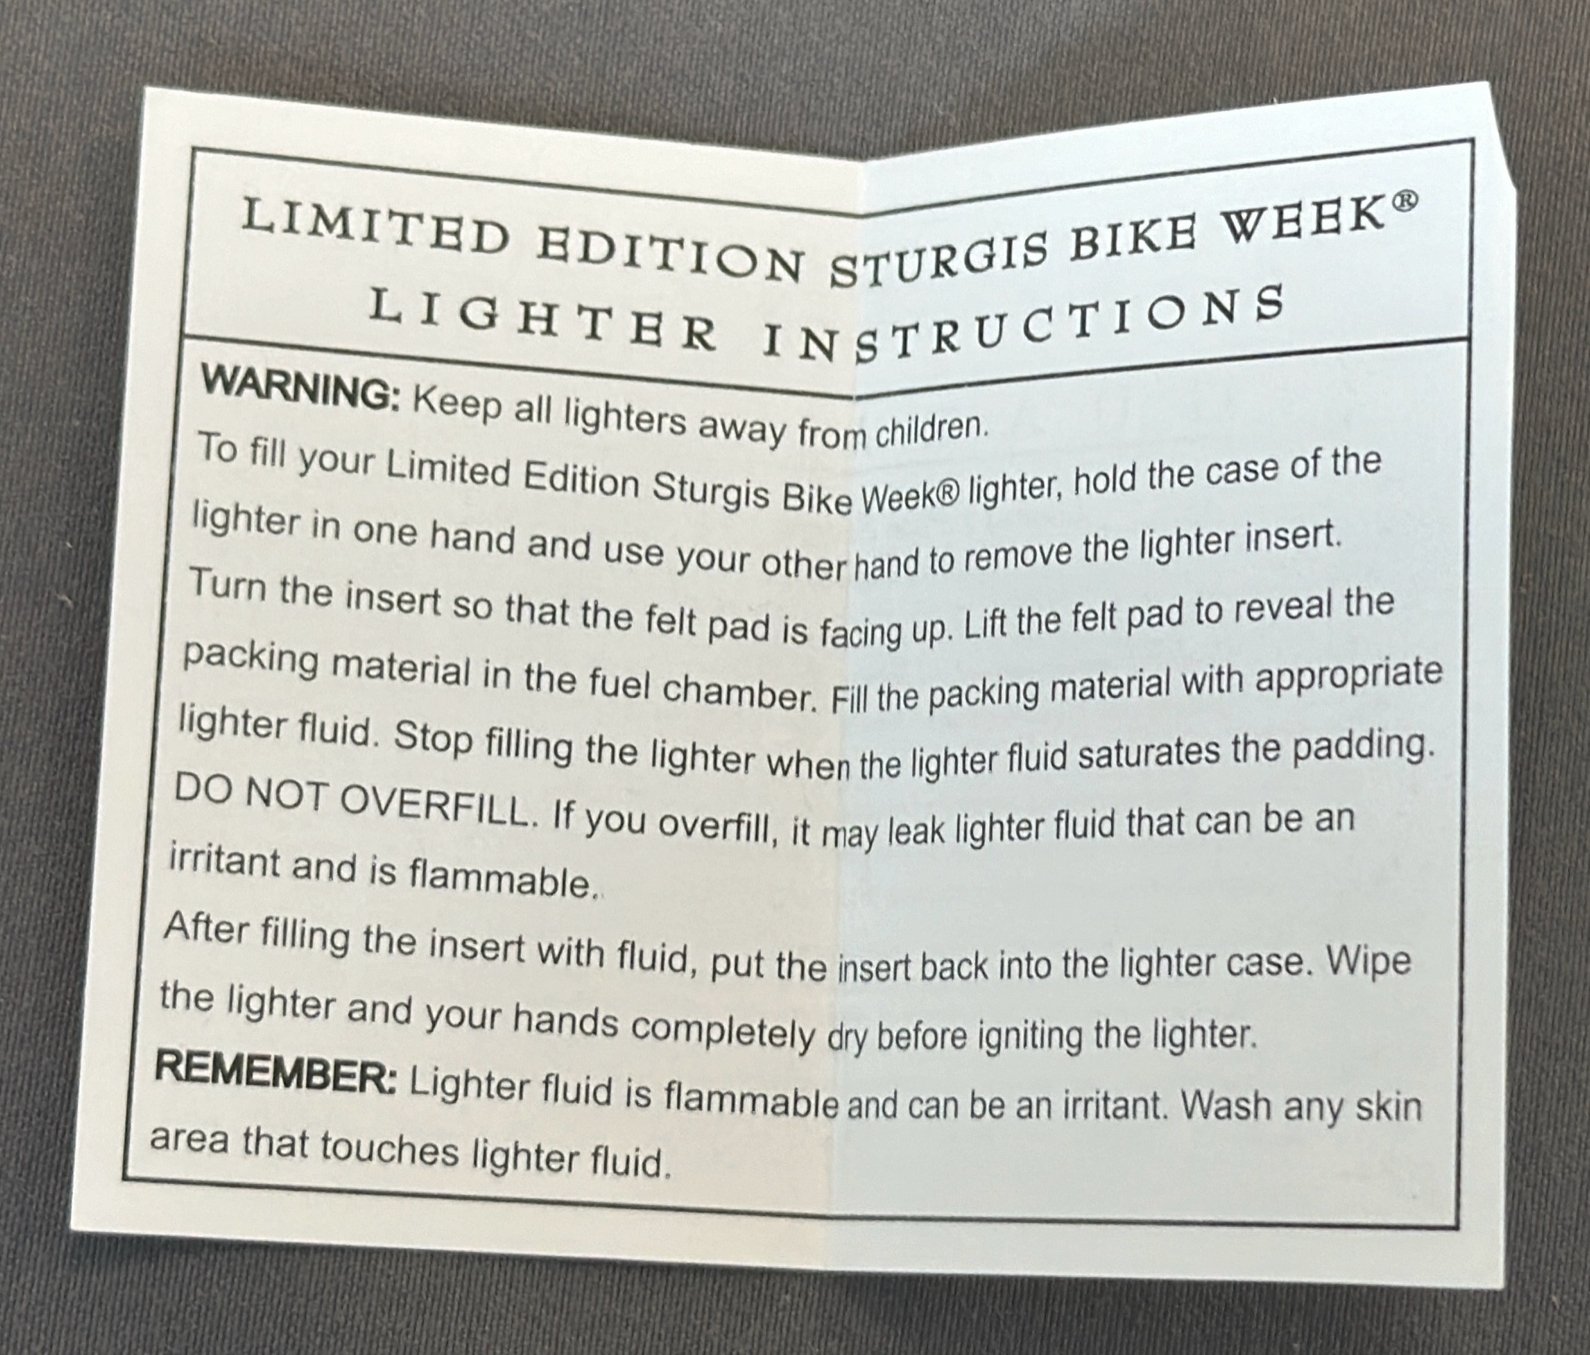 LIMITED EDITION STURGIS BIKE WEEK®
LIGHTER INSTRUCTIONS
WARNING: Keep all lighters away from children.
To fill your Limited Edition Sturgis Bike Week® lighter, hold the case of the
lighter in one hand and use your other hand to remove the lighter insert.
Turn the insert so that the felt pad is facing up. Lift the felt pad to reveal the
packing material in the fuel chamber. Fill the packing material with appropriate
lighter fluid. Stop filling the lighter when the lighter fluid saturates the padding.
DO NOT OVERFILL. If you overfill, it may leak lighter fluid that can be an
irritant and is flammable.
After filling the insert with fluid, put the insert back into the lighter case. Wipe
the lighter and your hands completely dry before igniting the lighter.
REMEMBER: Lighter fluid is flammable and can be an irritant. Wash any skin
area that touches lighter fluid.